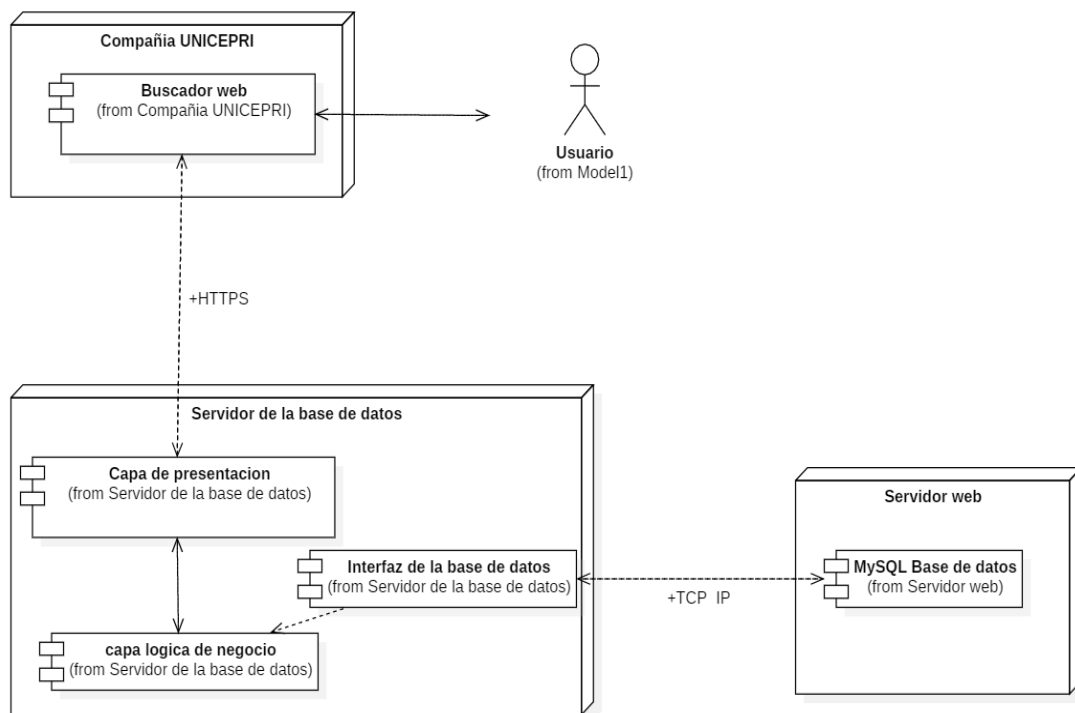 Compañia UNICEPRI
Buscador web
(from Compañia UNICEPRI)
Usuario
(from Model1)
+HTTPS
Servidor de la base de datos
Capa de presentacion
(from Servidor de la base de datos)
Interfaz de la base de datos
(from Servidor de la base de datos)
capa logica de negocio
(from Servidor de la base de datos)
+TCP IP
Servidor web
MySQL Base de datos
(from Servidor web)